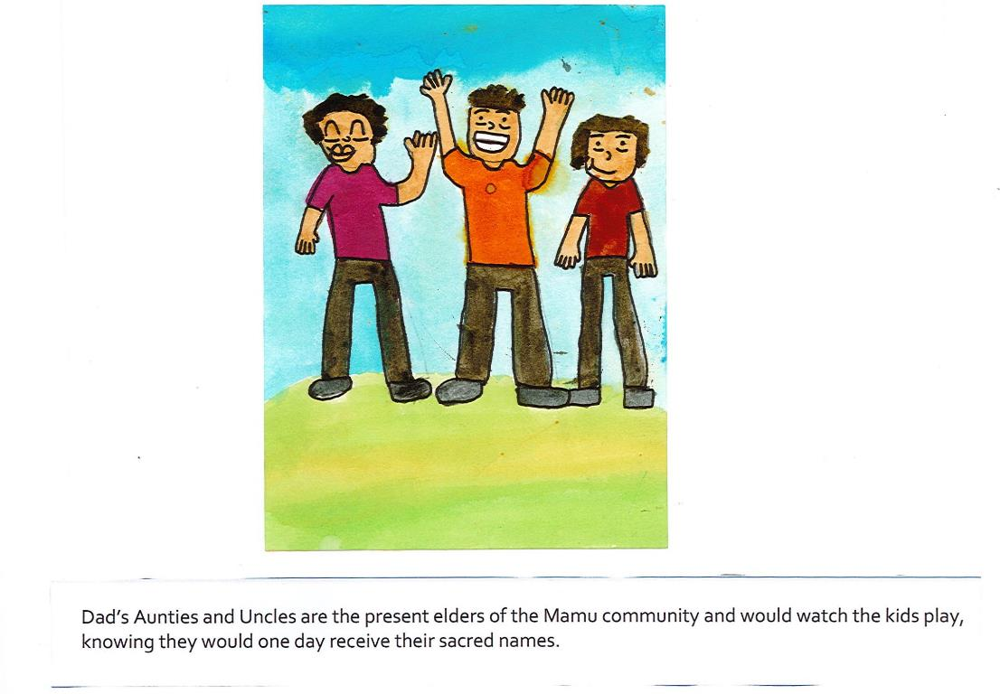 Dad’s Aunties and Uncles are the present elders of the Mamu community and would watch the kids play,
knowing they would one day receive their sacred names.